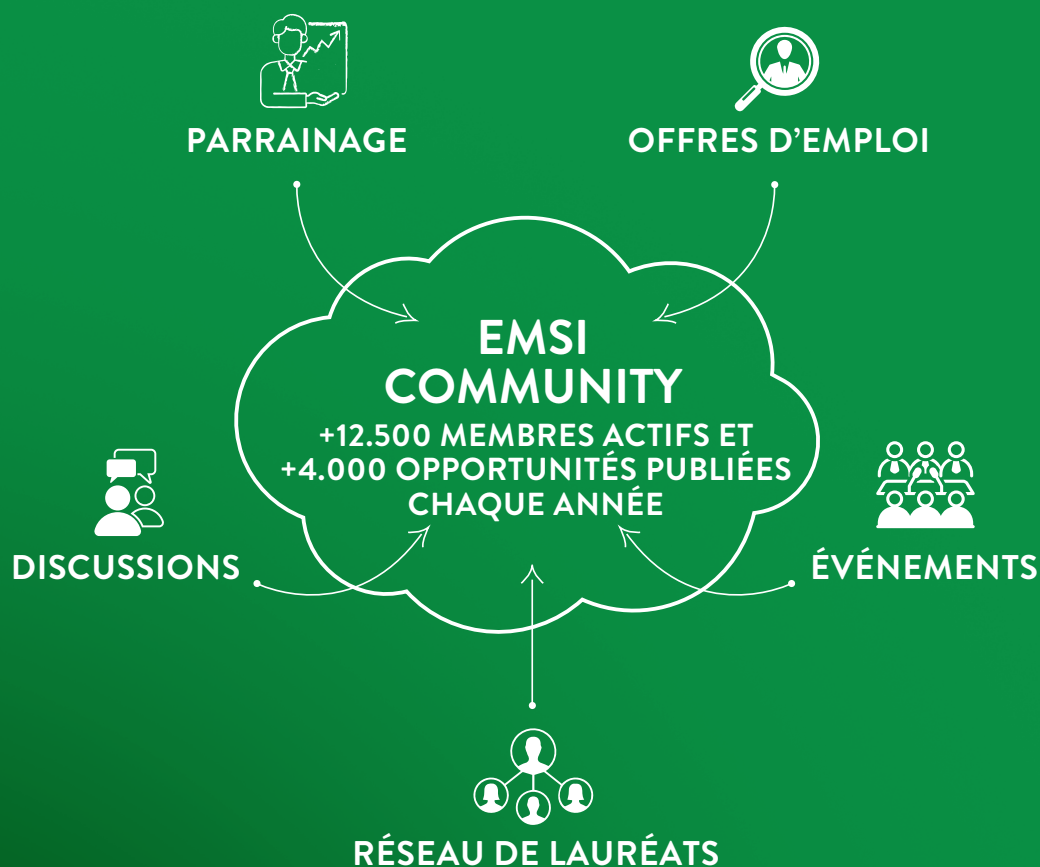 PARRAINAGE
OFFRES D'EMPLOI
EMSI
COMMUNITY
+12.500 MEMBRES ACTIFS ET
+4.000 OPPORTUNITÉS PUBLIÉES
CHAQUE ANNÉE
DISCUSSIONS
ÉVÉNEMENTS
RÉSEAU DE LAURÉATS